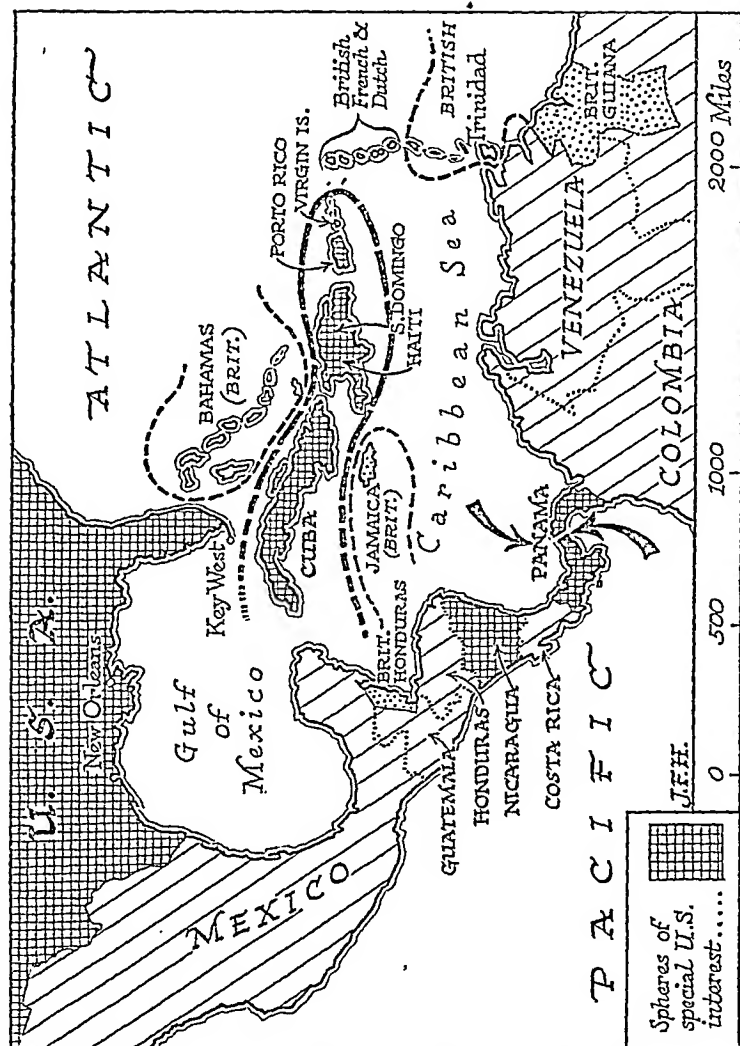 ATLANTIC
U. S. A.
New Orleans
Key West
Gulf
of
Mexico
MEXICO
BAHAMAS
(BRIT.)
PORTO RICO
VIRGIN IS.
British
French &
Dutch
BRITISH
Trinidad
CUBA
S. DOMINGO
HAITI
JAMAICA
(BRIT.)
Caribbean Sea
BRIT.
HONDURAS
GUATEMALA
HONDURAS
NICARAGUA
COSTA RICA
PANAMA
COLOMBIA
VENEZUELA
BRIT.
GUIANA
PACIFIC
J.F.H.
Spheres of
special U.S.
interest.....
0 500 1000 2000 Miles